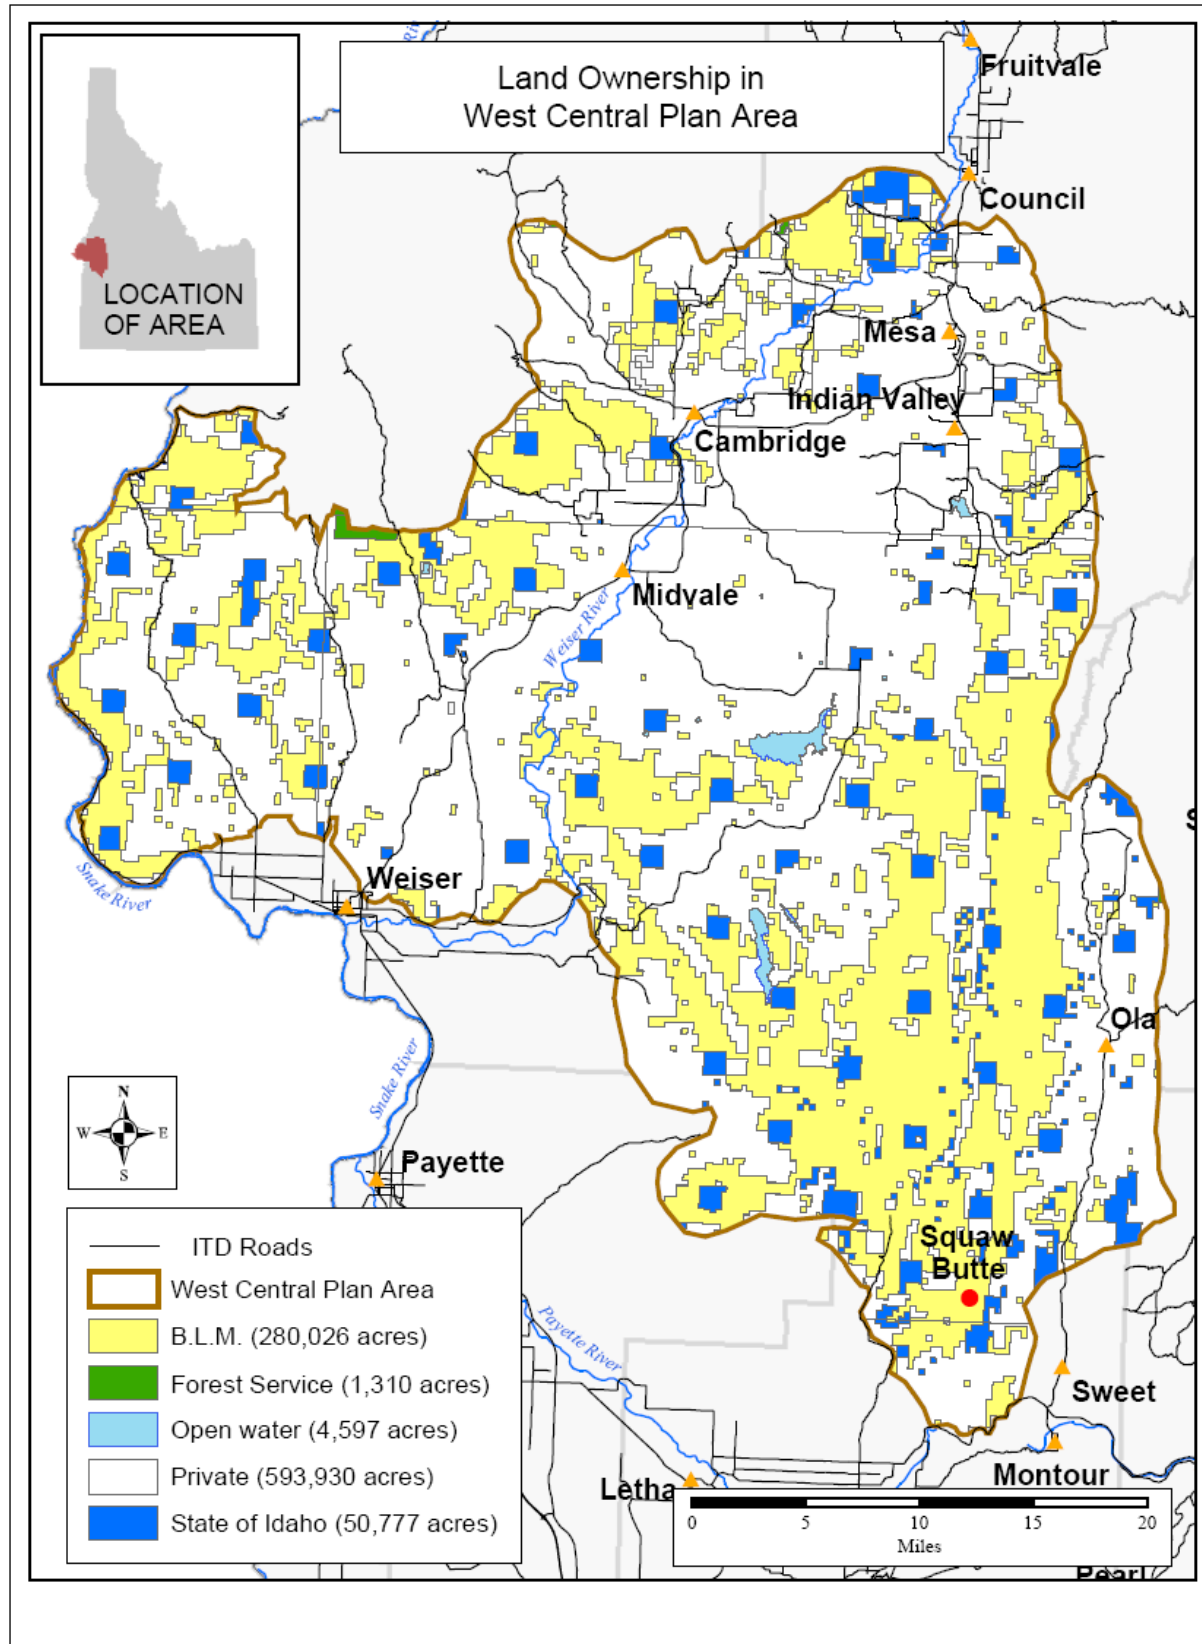 Riv
Land Ownership in
West Central Plan Area
Fruitvale
Council
LOCATION
OF AREA
Mesa
Indian Valley
Cambridge
Midvale
Weiser River
Weiser
Snake River
Ola
Snake River
N
W E
S
Payette
Squaw
Butte
Payette River
Sweet
Montour
Letha
Pearl
ITD Roads
West Central Plan Area
B.L.M. (280,026 acres)
Forest Service (1,310 acres)
Open water (4,597 acres)
Private (593,930 acres)
State of Idaho (50,777 acres)
0 5 10 15 20
Miles